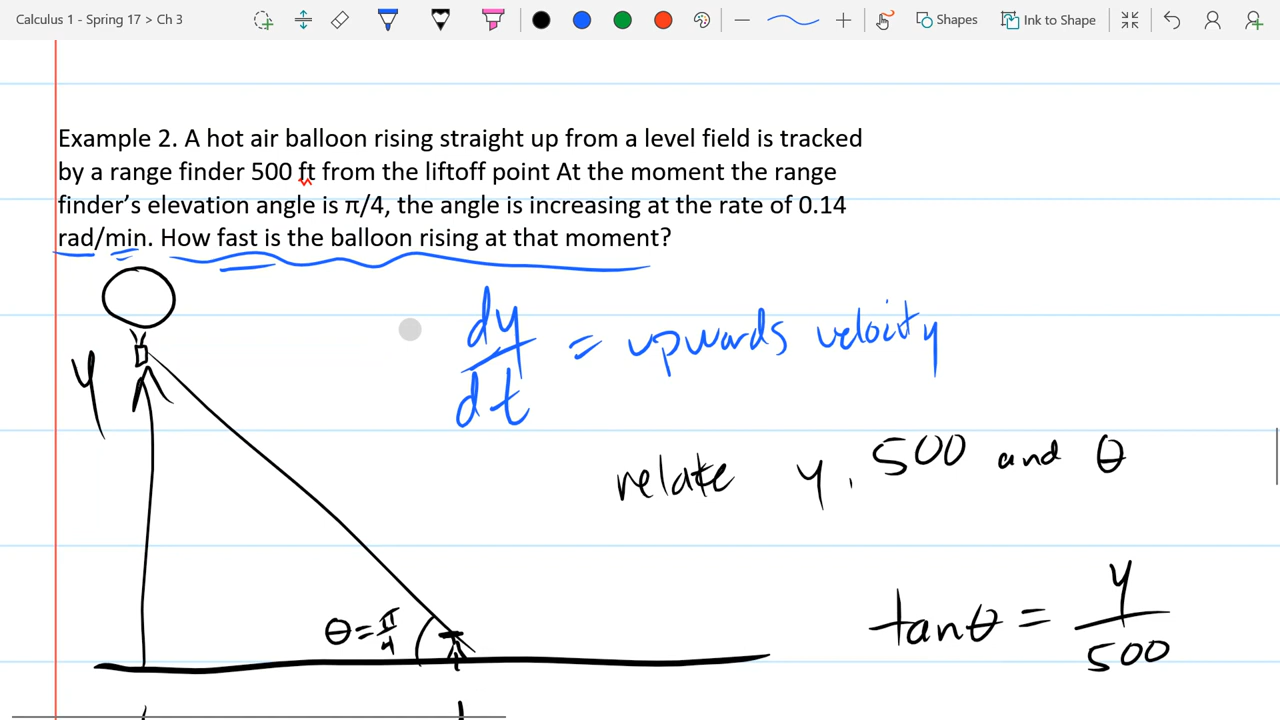 Calculus 1 - Spring 17 > Ch 3
Shapes
Ink to Shape
Example 2. A hot air balloon rising straight up from a level field is tracked
by a range finder 500 ft from the liftoff point At the moment the range
finder’s elevation angle is π/4, the angle is increasing at the rate of 0.14
rad/min. How fast is the balloon rising at that moment?
y
dy/dt = upwards velocity
relate y, 500 and θ
θ = π/4
tanθ = y/500